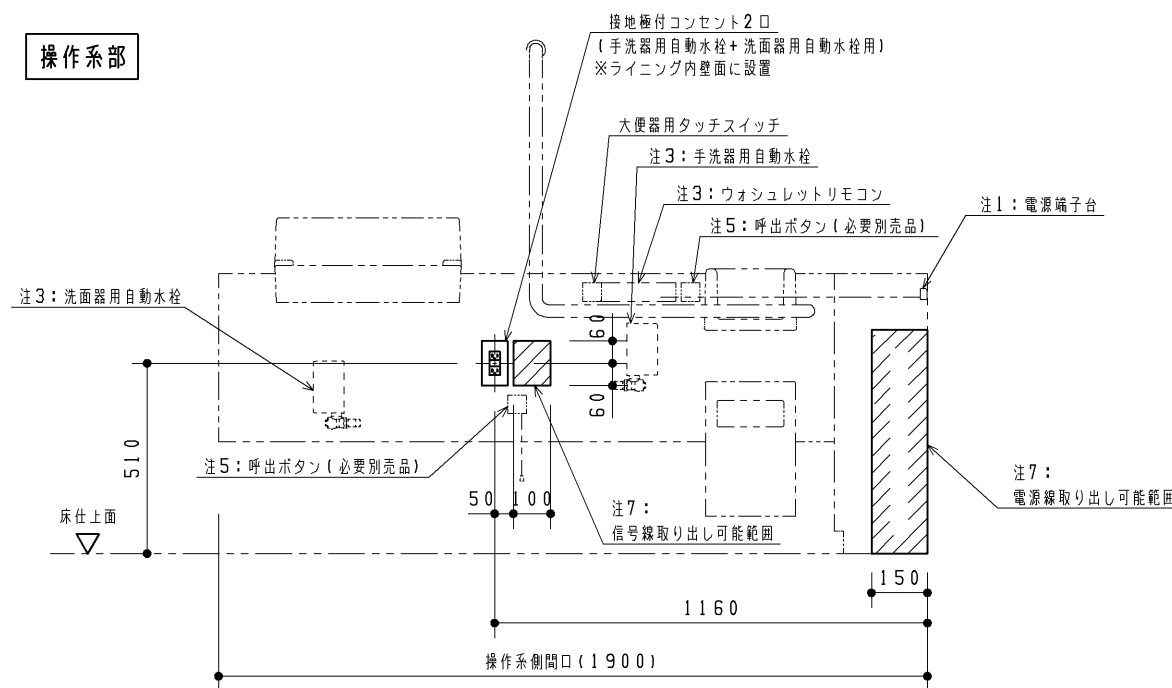 操作系部
接地極付コンセント2口
(手洗器用自動水栓+洗面器用自動水栓用)
※ライニング内壁面に設置
大便器用タッチスイッチ
注3:手洗器用自動水栓
注3:ウォシュレットリモコン
注1:電源端子台
注5:呼出ボタン(必要別売品)
注3:洗面器用自動水栓
60
60
510
注5:呼出ボタン(必要別売品)
注7:
電源線取り出し可能範囲
50
100
注7:
信号線取り出し可能範囲
床仕上面
150
1160
操作系側間口(1900)